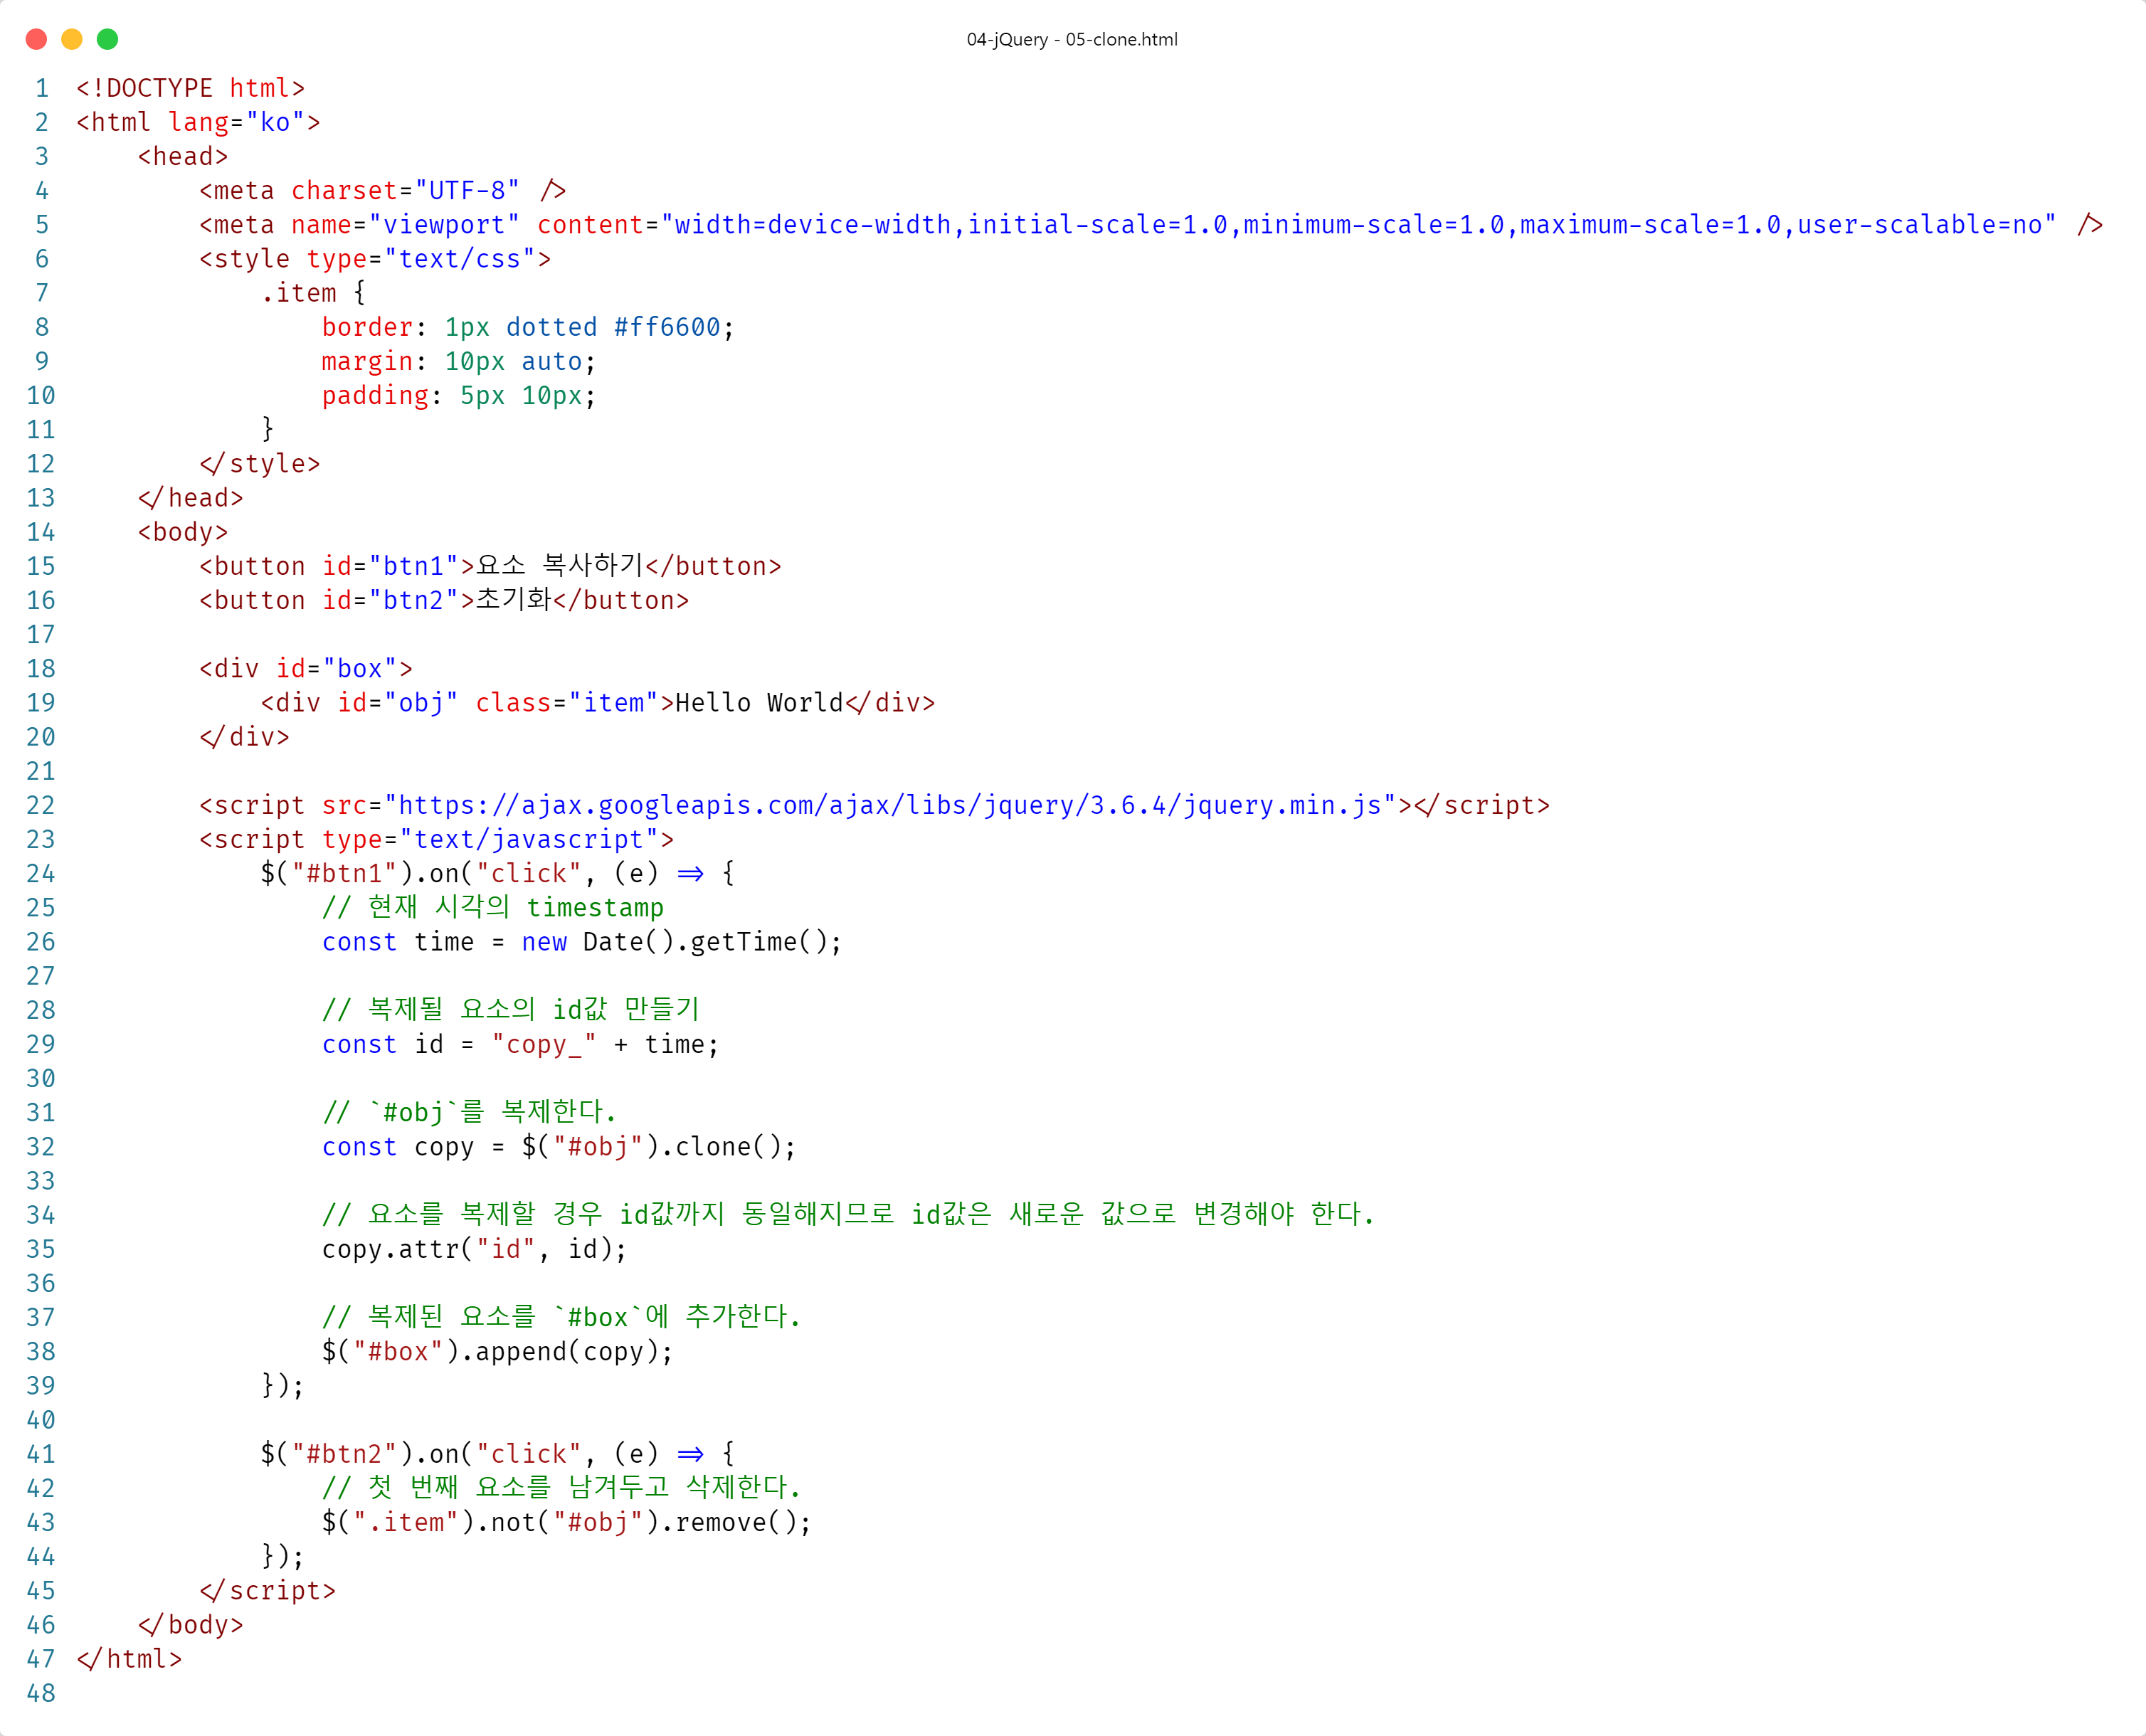 04-jQuery - 05-clone.html
1 <!DOCTYPE html>
2 <html lang="ko">
3     <head>
4         <meta charset="UTF-8" />
5         <meta name="viewport" content="width=device-width,initial-scale=1.0,minimum-scale=1.0,maximum-scale=1.0,user-scalable=no" />
6         <style type="text/css">
7             .item {
8                 border: 1px dotted #ff6600;
9                 margin: 10px auto;
10                 padding: 5px 10px;
11             }
12         </style>
13     </head>
14     <body>
15         <button id="btn1">요소 복사하기</button>
16         <button id="btn2">초기화</button>
17
18         <div id="box">
19             <div id="obj" class="item">Hello World</div>
20         </div>
21
22         <script src="https://ajax.googleapis.com/ajax/libs/jquery/3.6.4/jquery.min.js"></script>
23         <script type="text/javascript">
24             $("#btn1").on("click", (e) => {
25                 // 현재 시각의 timestamp
26                 const time = new Date().getTime();
27
28                 // 복제될 요소의 id값 만들기
29                 const id = "copy_" + time;
30
31                 // `#obj`를 복제한다.
32                 const copy = $("#obj").clone();
33
34                 // 요소를 복제할 경우 id값까지 동일해지므로 id값은 새로운 값으로 변경해야 한다.
35                 copy.attr("id", id);
36
37                 // 복제된 요소를 `#box`에 추가한다.
38                 $("#box").append(copy);
39             });
40
41             $("#btn2").on("click", (e) => {
42                 // 첫 번째 요소를 남겨두고 삭제한다.
43                 $(".item").not("#obj").remove();
44             });
45         </script>
46     </body>
47 </html>
48